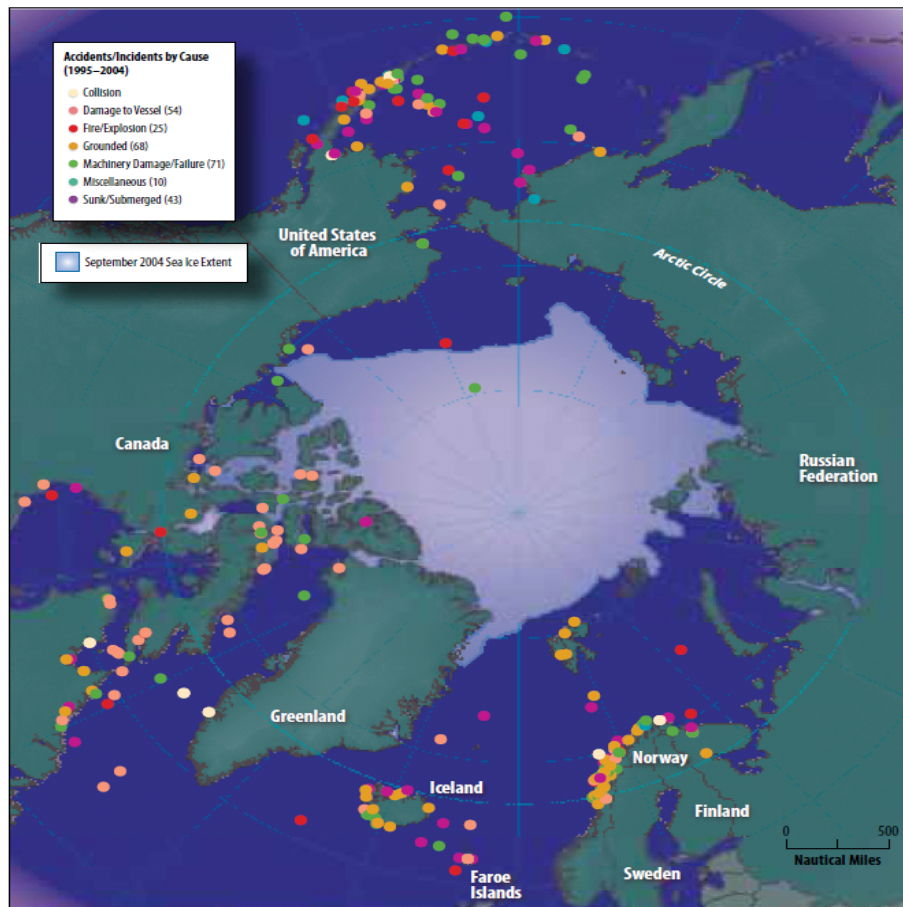 Accidents/Incidents by Cause
(1995–2004)
Collision
Damage to Vessel (54)
Fire/Explosion (25)
Grounded (68)
Machinery Damage/Failure (71)
Miscellaneous (10)
Sunk/Submerged (43)
United States
of America
September 2004 Sea Ice Extent
Arctic Circle
Canada
Russian
Federation
Greenland
Norway
Iceland
Finland
0 500
Nautical Miles
Faroe
Islands
Sweden